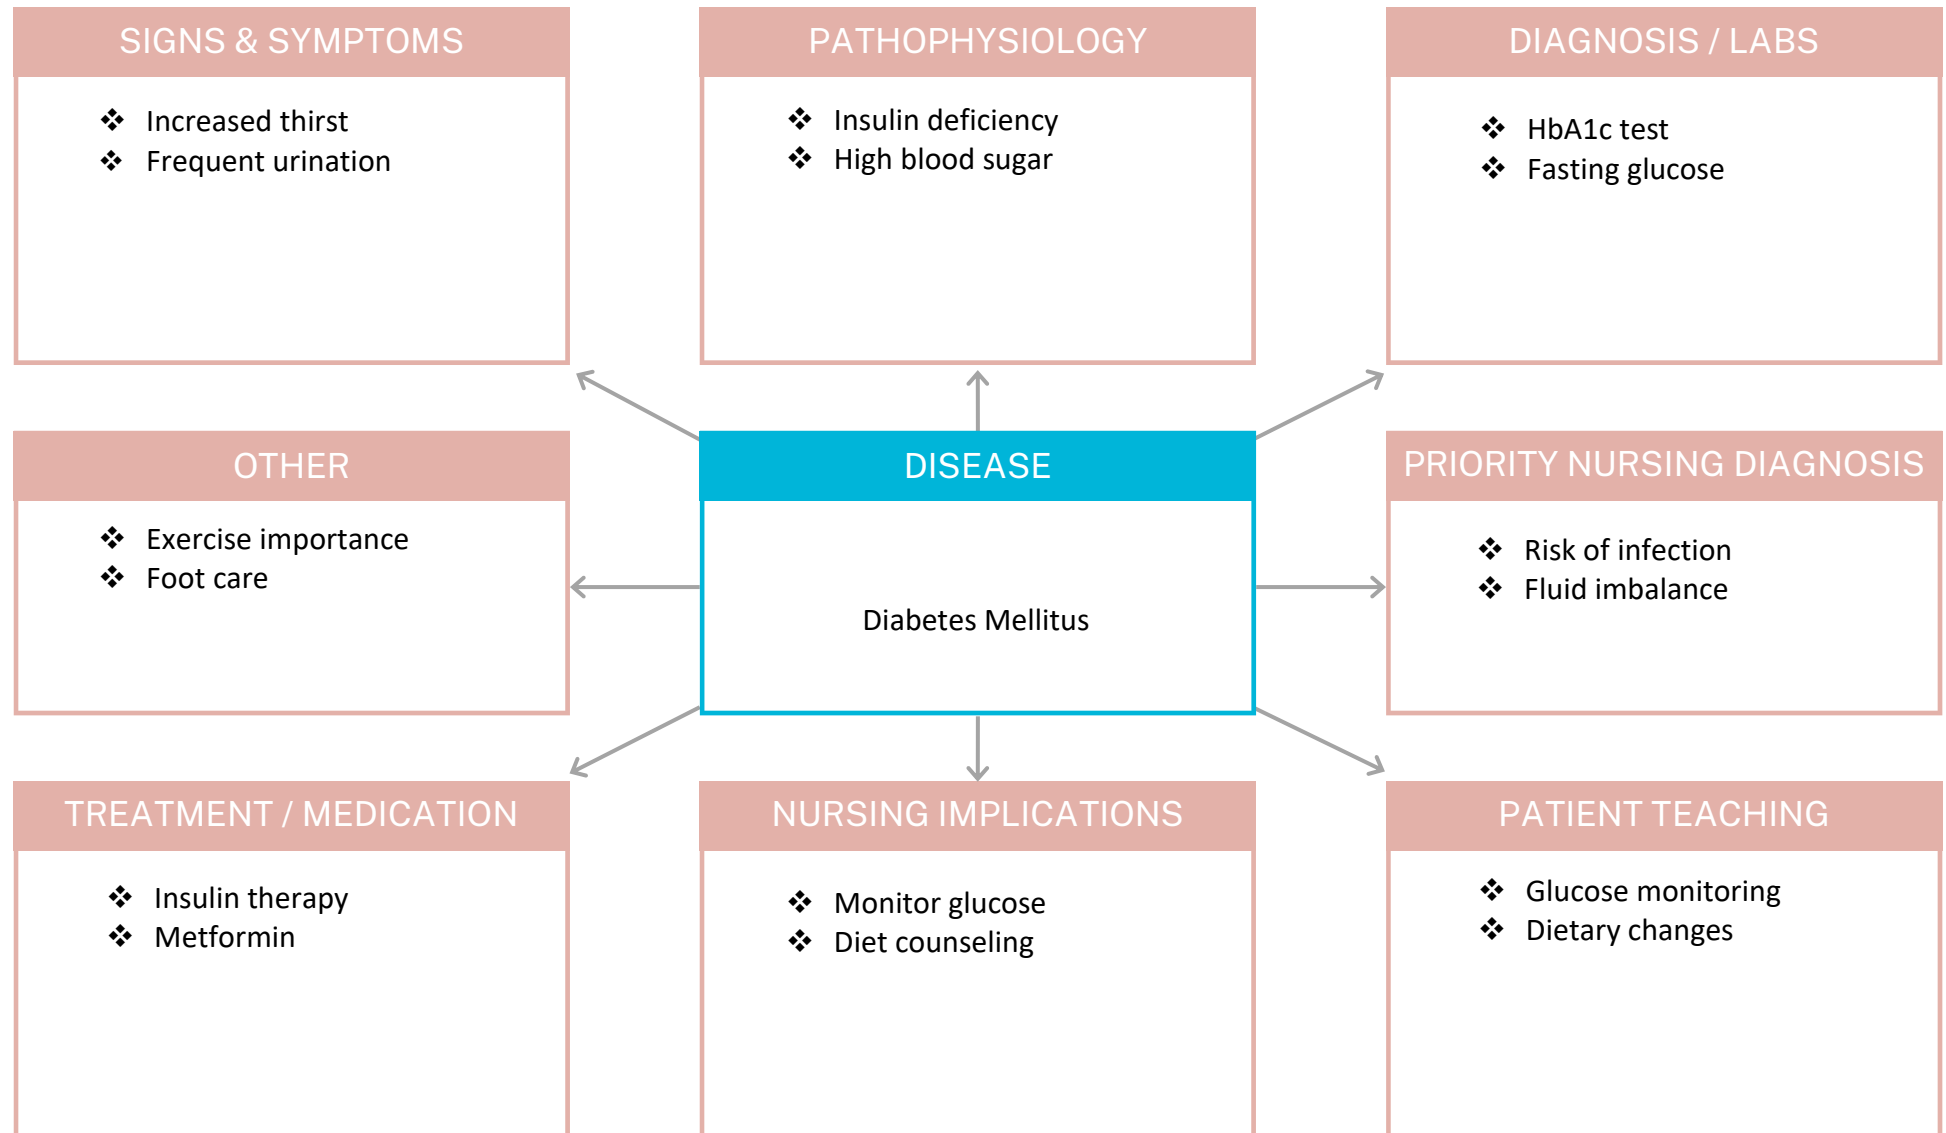 SIGNS & SYMPTOMS
❖ Increased thirst
❖ Frequent urination
PATHOPHYSIOLOGY
❖ Insulin deficiency
❖ High blood sugar
DIAGNOSIS / LABS
❖ HbA1c test
❖ Fasting glucose
OTHER
❖ Exercise importance
❖ Foot care
DISEASE
Diabetes Mellitus
PRIORITY NURSING DIAGNOSIS
❖ Risk of infection
❖ Fluid imbalance
TREATMENT / MEDICATION
❖ Insulin therapy
❖ Metformin
NURSING IMPLICATIONS
❖ Monitor glucose
❖ Diet counseling
PATIENT TEACHING
❖ Glucose monitoring
❖ Dietary changes